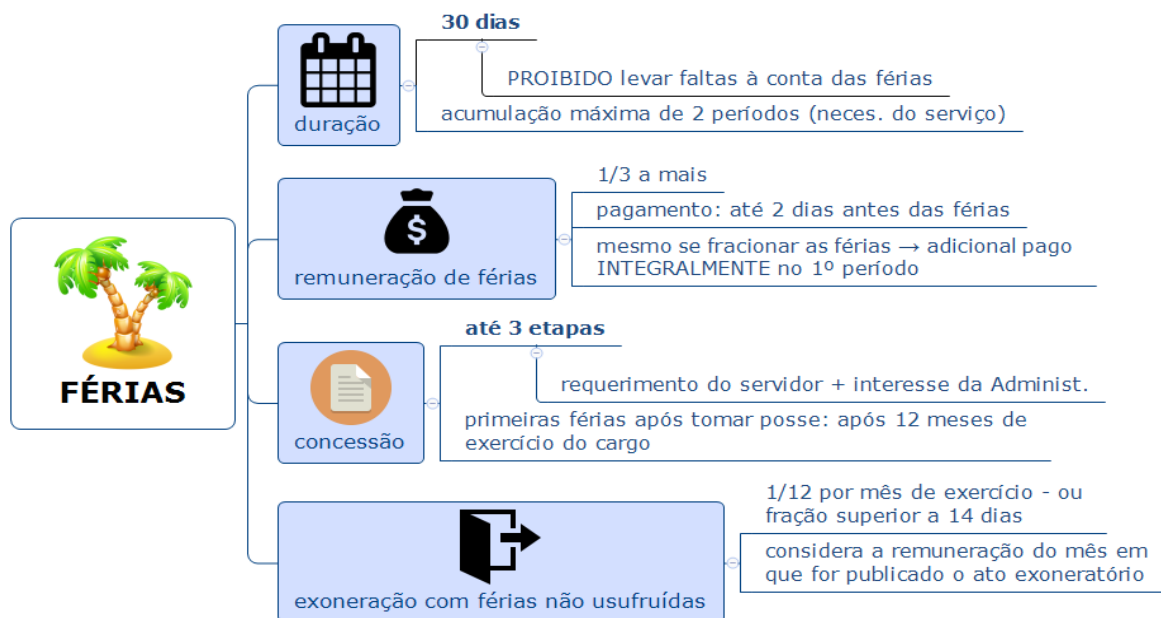 FÉRIAS
duração
30 dias
PROIBIDO levar faltas à conta das férias
acumulação máxima de 2 períodos (neces. do serviço)
$
remuneração de férias
1/3 a mais
pagamento: até 2 dias antes das férias
mesmo se fracionar as férias → adicional pago
INTEGRALMENTE no 1º período
concessão
até 3 etapas
requerimento do servidor + interesse da Administ.
primeiras férias após tomar posse: após 12 meses de
exercício do cargo
exoneração com férias não usufruídas
1/12 por mês de exercício - ou
fração superior a 14 dias
considera a remuneração do mês em
que for publicado o ato exoneratório